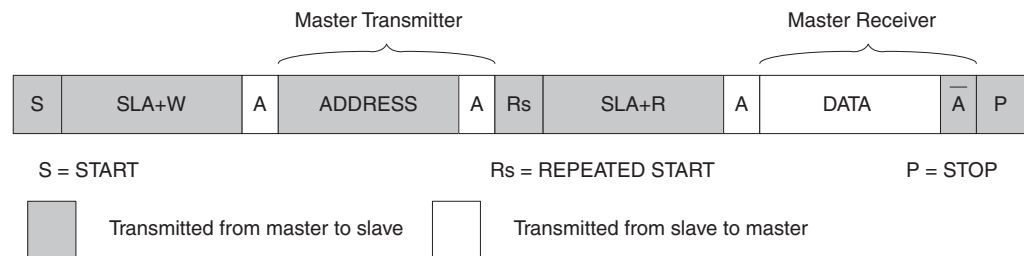 Master Transmitter Master Receiver
S SLA+W A ADDRESS A Rs SLA+R A DATA A̅ P
S = START Rs = REPEATED START P = STOP
Transmitted from master to slave Transmitted from slave to master